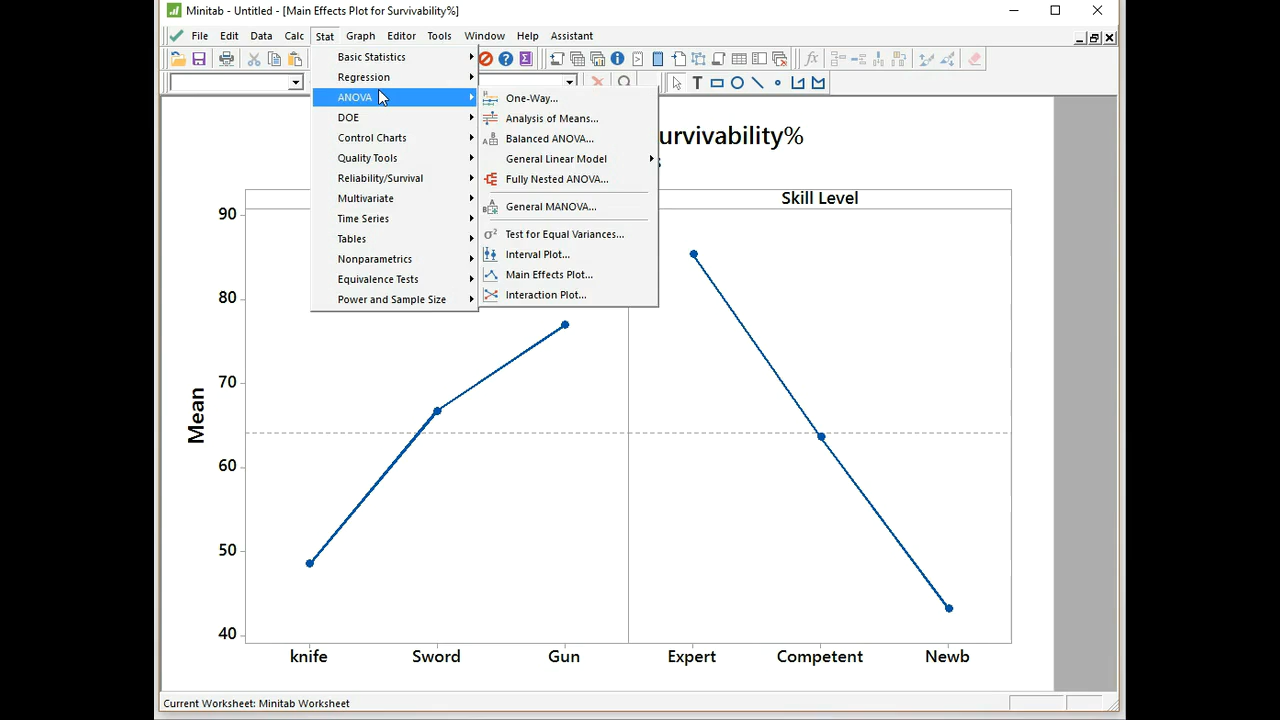 Minitab - Untitled - [Main Effects Plot for Survivability%]
File Edit Data Calc Stat Graph Editor Tools Window Help Assistant
Basic Statistics
Regression
ANOVA
DOE
Control Charts
Quality Tools
Reliability/Survival
Multivariate
Time Series
Tables
Nonparametrics
Equivalence Tests
Power and Sample Size
One-Way...
Analysis of Means...
Balanced ANOVA...
General Linear Model
Fully Nested ANOVA...
General MANOVA...
Test for Equal Variances...
Interval Plot...
Main Effects Plot...
Interaction Plot...
urvivability%
Skill Level
Mean
90
80
70
60
50
40
knife Sword Gun Expert Competent Newb
Current Worksheet: Minitab Worksheet